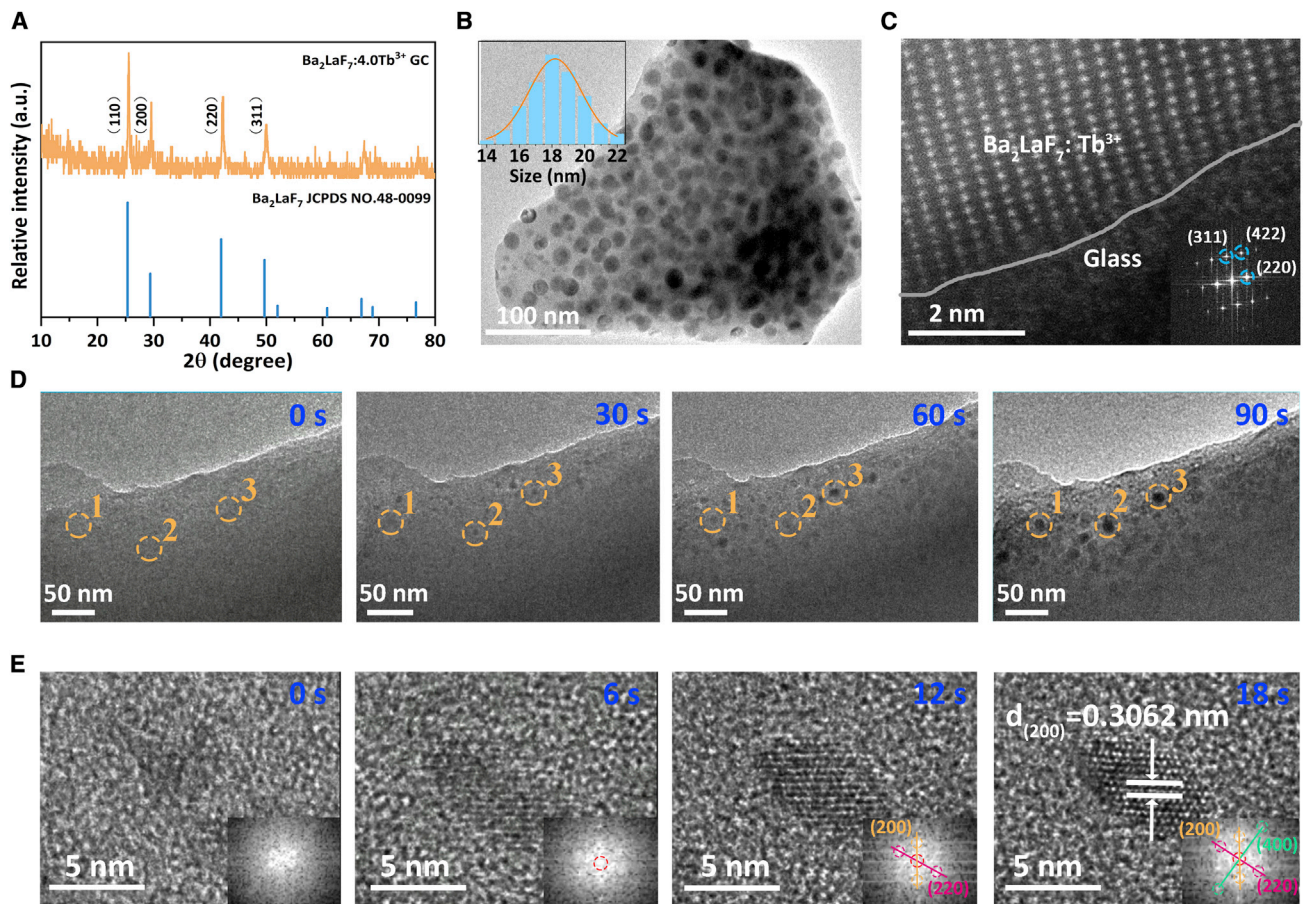 A
Relative intensity (a.u.)
Ba₂LaF₇:4.0Tb³⁺ GC
(110)
(200)
(220)
(311)
Ba₂LaF₇ JCPDS NO.48-0099
10 20 30 40 50 60 70 80
2θ (degree)
B
14 16 18 20 22
Size (nm)
100 nm
C
Ba₂LaF₇: Tb³⁺
Glass
(311)
(422)
(220)
2 nm
D
0 s
1
2
3
50 nm
30 s
1
2
3
50 nm
60 s
1
2
3
50 nm
90 s
1
2
3
50 nm
E
0 s
5 nm
6 s
5 nm
12 s
(200)
(220)
5 nm
18 s
d₍₂₀₀₎=0.3062 nm
(200)
(400)
(220)
5 nm